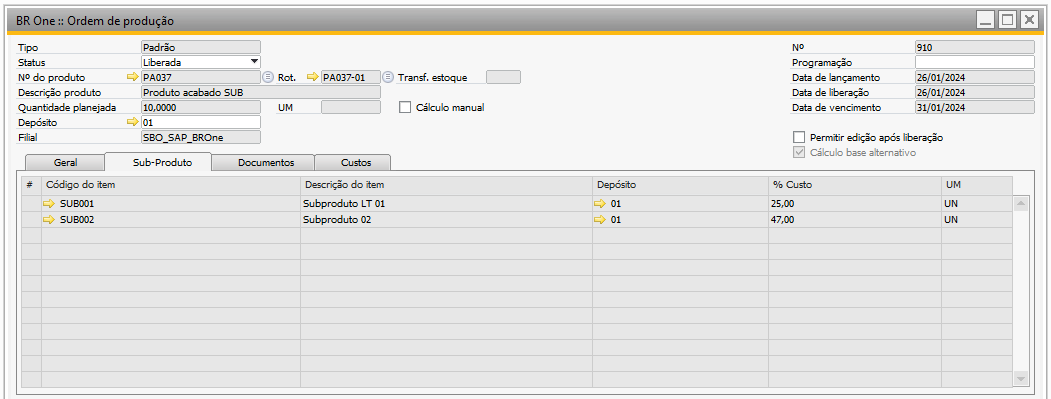 BR One :: Ordem de produção
Tipo Padrão Nº 910
Status Liberada Programação
Nº do produto PA037 Rot. PA037-01 Transf. estoque Data de lançamento 26/01/2024
Descrição produto Produto acabado SUB Data de liberação 26/01/2024
Quantidade planejada 10,0000 UM Cálculo manual Data de vencimento 31/01/2024
Depósito 01
Filial SBO_SAP_BROne Permitir edição após liberação
Cálculo base alternativo
Geral Sub-Produto Documentos Custos
# Código do item Descrição do item Depósito % Custo UM
SUB001 Subproduto LT 01 01 25,00 UN
SUB002 Subproduto 02 01 47,00 UN